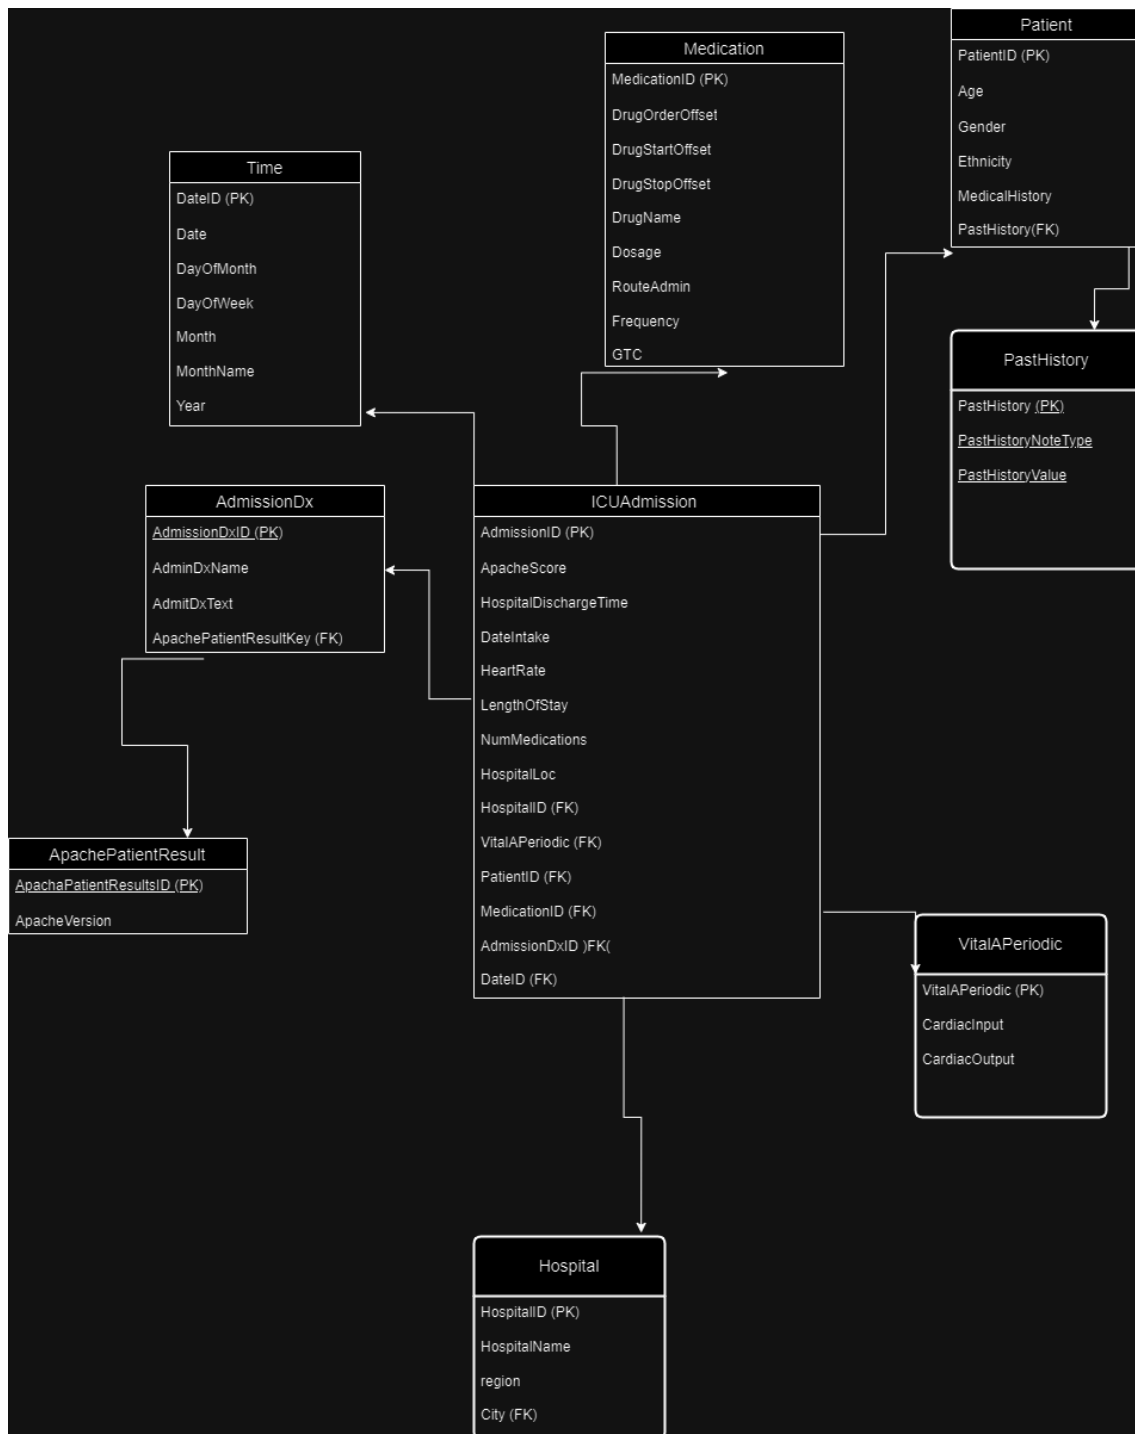 Patient
PatientID (PK)
Age
Gender
Ethnicity
MedicalHistory
PastHistory(FK)
Medication
MedicationID (PK)
DrugOrderOffset
DrugStartOffset
DrugStopOffset
DrugName
Dosage
RouteAdmin
Frequency
GTC
Time
DateID (PK)
Date
DayOfMonth
DayOfWeek
Month
MonthName
Year
PastHistory
PastHistory (PK)
PastHistoryNoteType
PastHistoryValue
AdmissionDx
AdmissionDxID (PK)
AdminDxName
AdmitDxText
ApachePatientResultKey (FK)
ICUAdmission
AdmissionID (PK)
ApacheScore
HospitalDischargeTime
DateIntake
HeartRate
LengthOfStay
NumMedications
HospitalLoc
HospitalID (FK)
VitalAPeriodic (FK)
PatientID (FK)
MedicationID (FK)
AdmissionDxID )FK(
DateID (FK)
ApachePatientResult
ApachaPatientResultsID (PK)
ApacheVersion
VitalAPeriodic
VitalAPeriodic (PK)
CardiacInput
CardiacOutput
Hospital
HospitalID (PK)
HospitalName
region
City (FK)